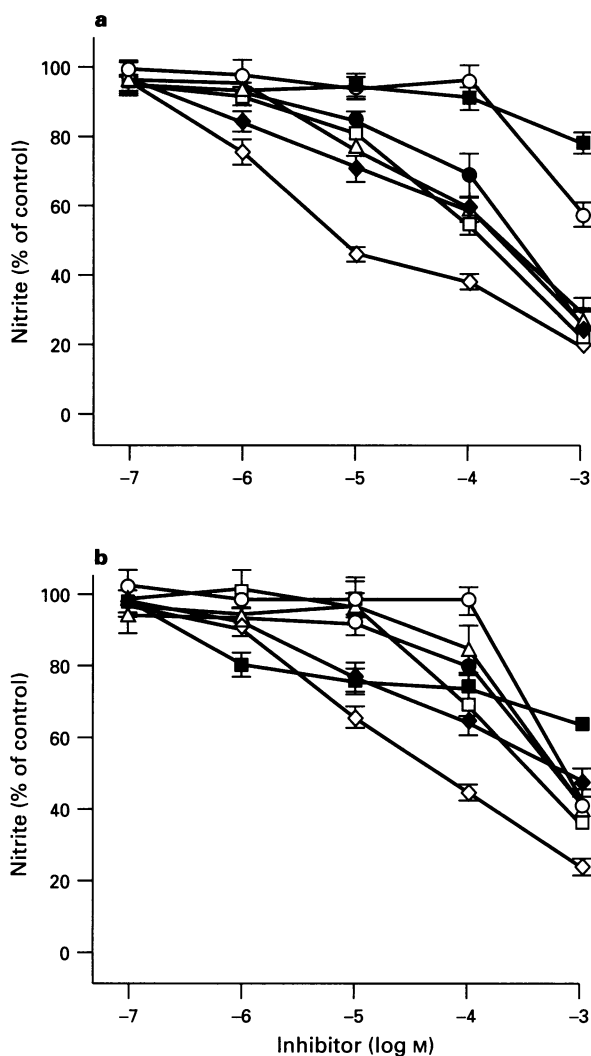 a
Nitrite (% of control)
100
80
60
40
20
0
–7 –6 –5 –4 –3
b
Nitrite (% of control)
100
80
60
40
20
0
–7 –6 –5 –4 –3
Inhibitor (log M)